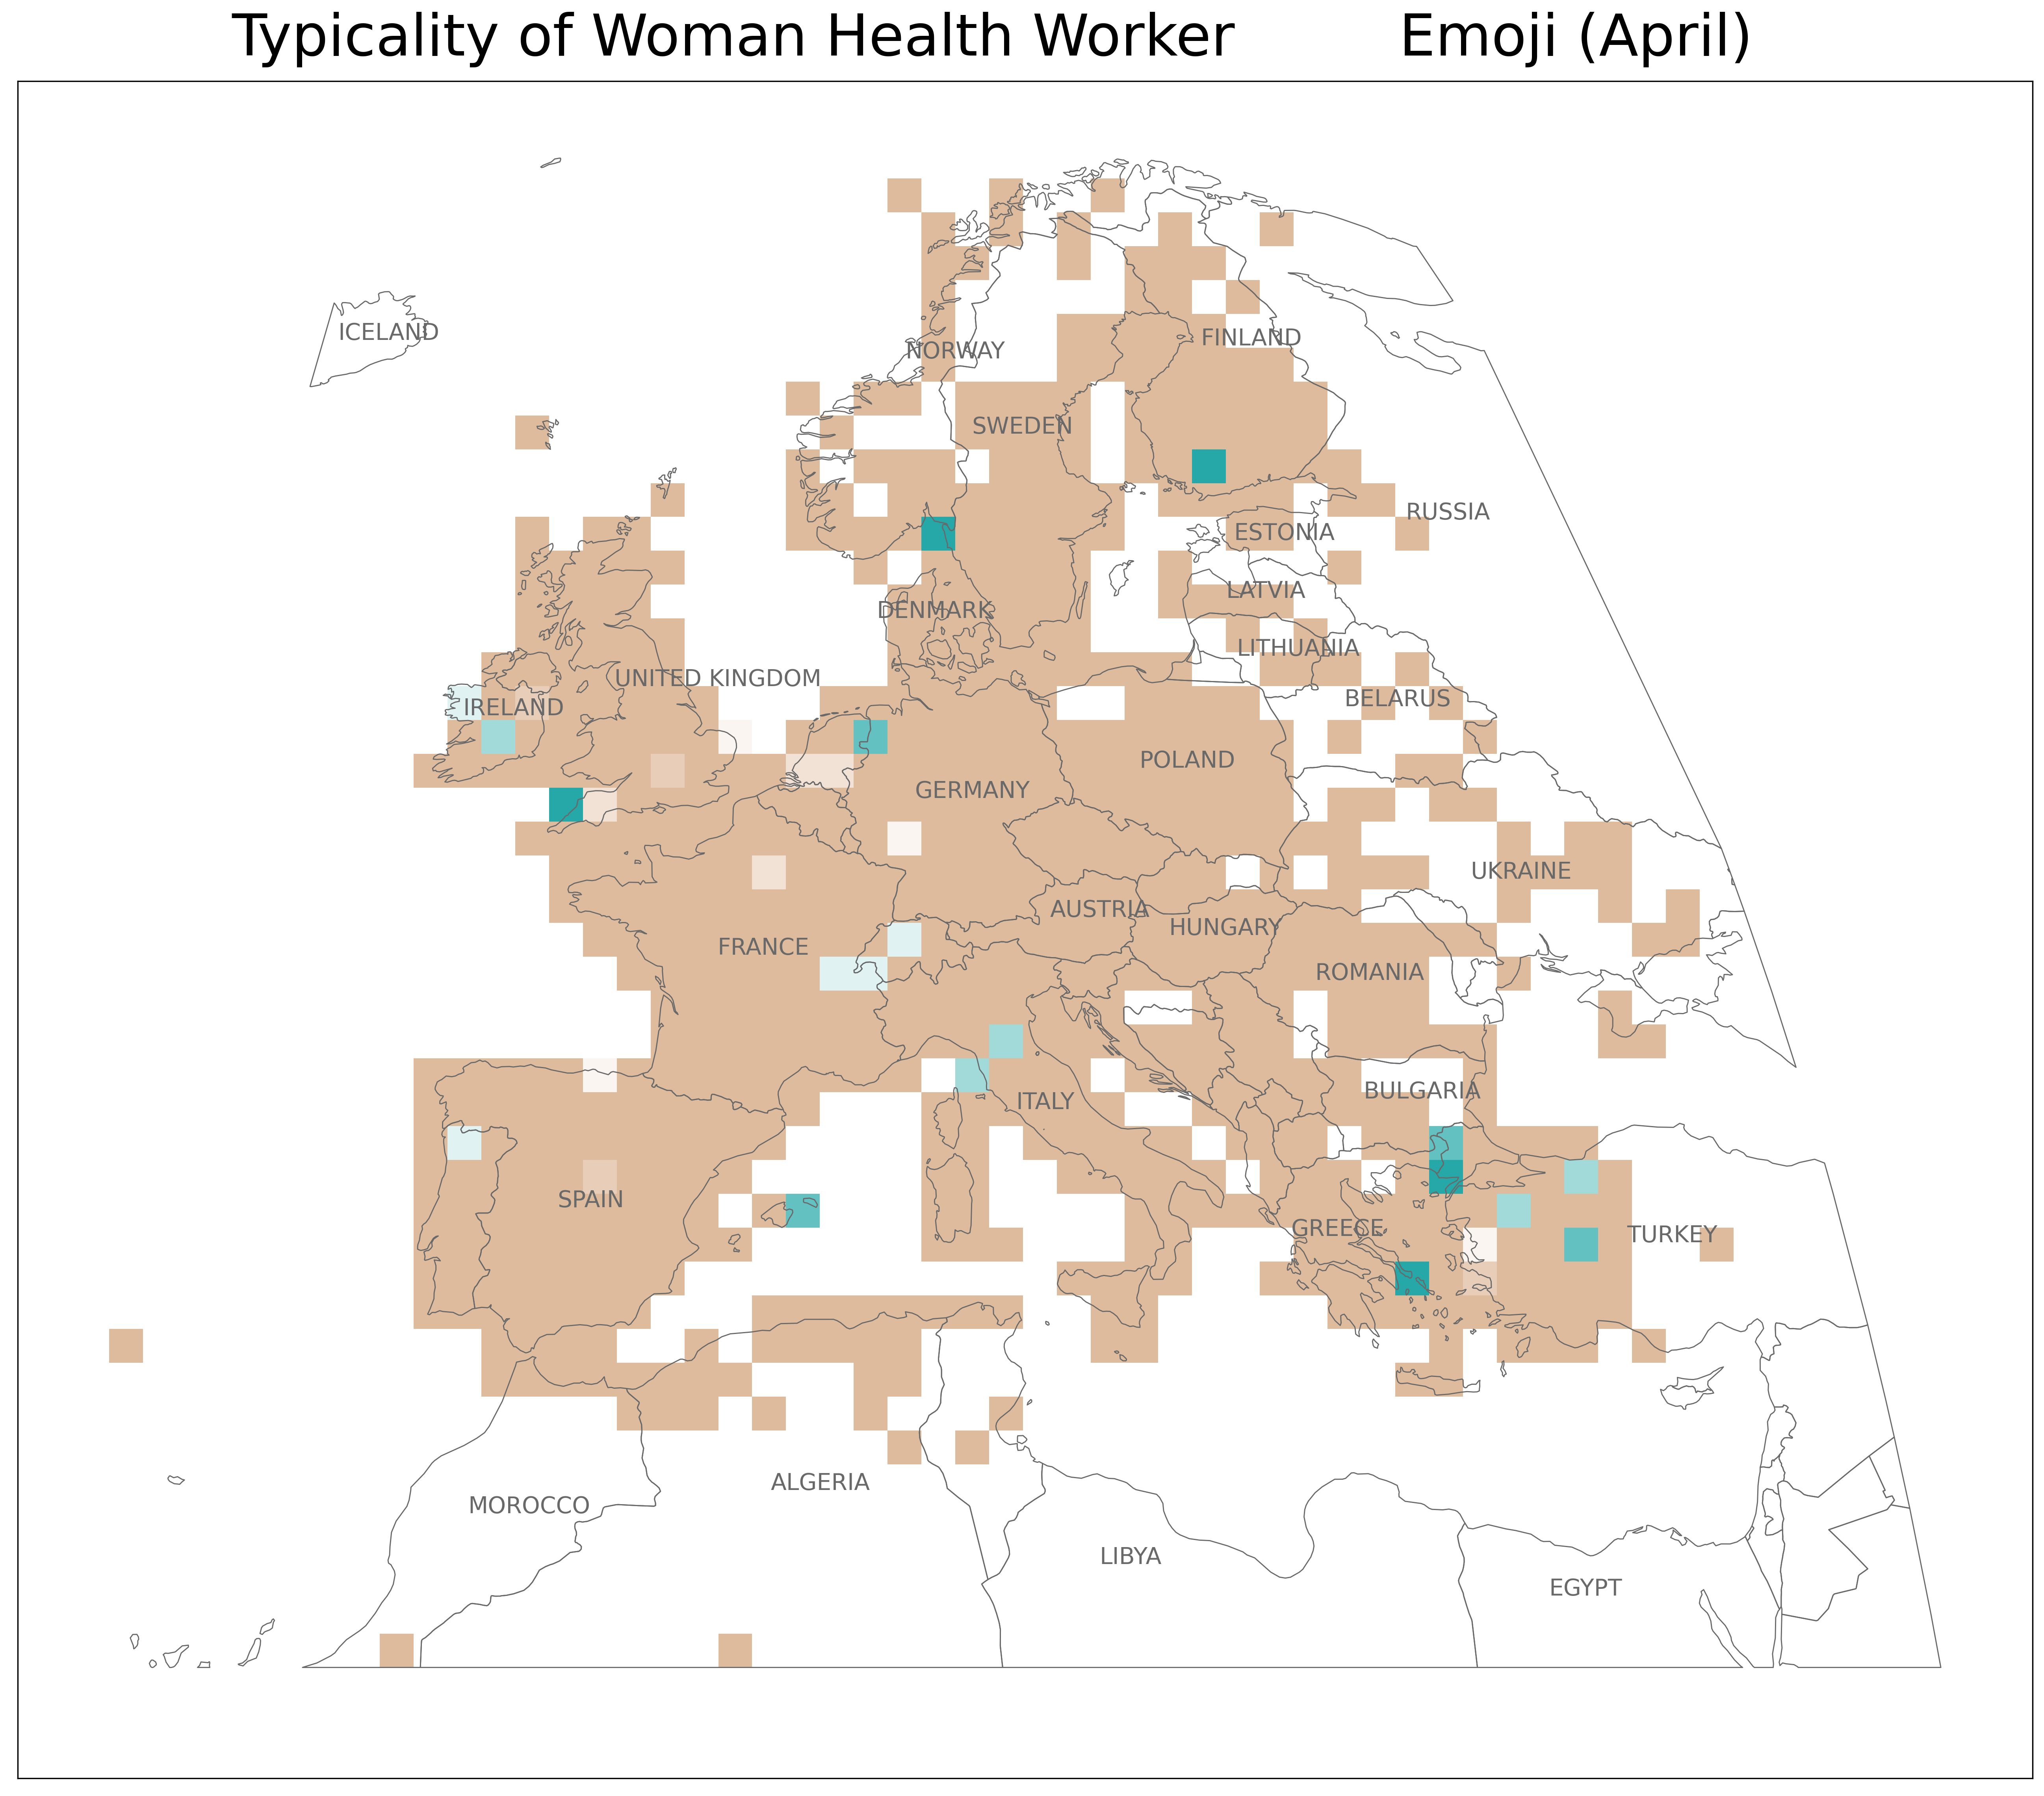 Typicality of Woman Health Worker Emoji (April)
ICELAND
FINLAND
NORWAY
SWEDEN
RUSSIA
ESTONIA
LATVIA
DENMARK
LITHUANIA
UNITED KINGDOM
BELARUS
IRELAND
POLAND
GERMANY
UKRAINE
AUSTRIA
HUNGARY
FRANCE
ROMANIA
BULGARIA
ITALY
SPAIN
GREECE
TURKEY
ALGERIA
MOROCCO
LIBYA
EGYPT